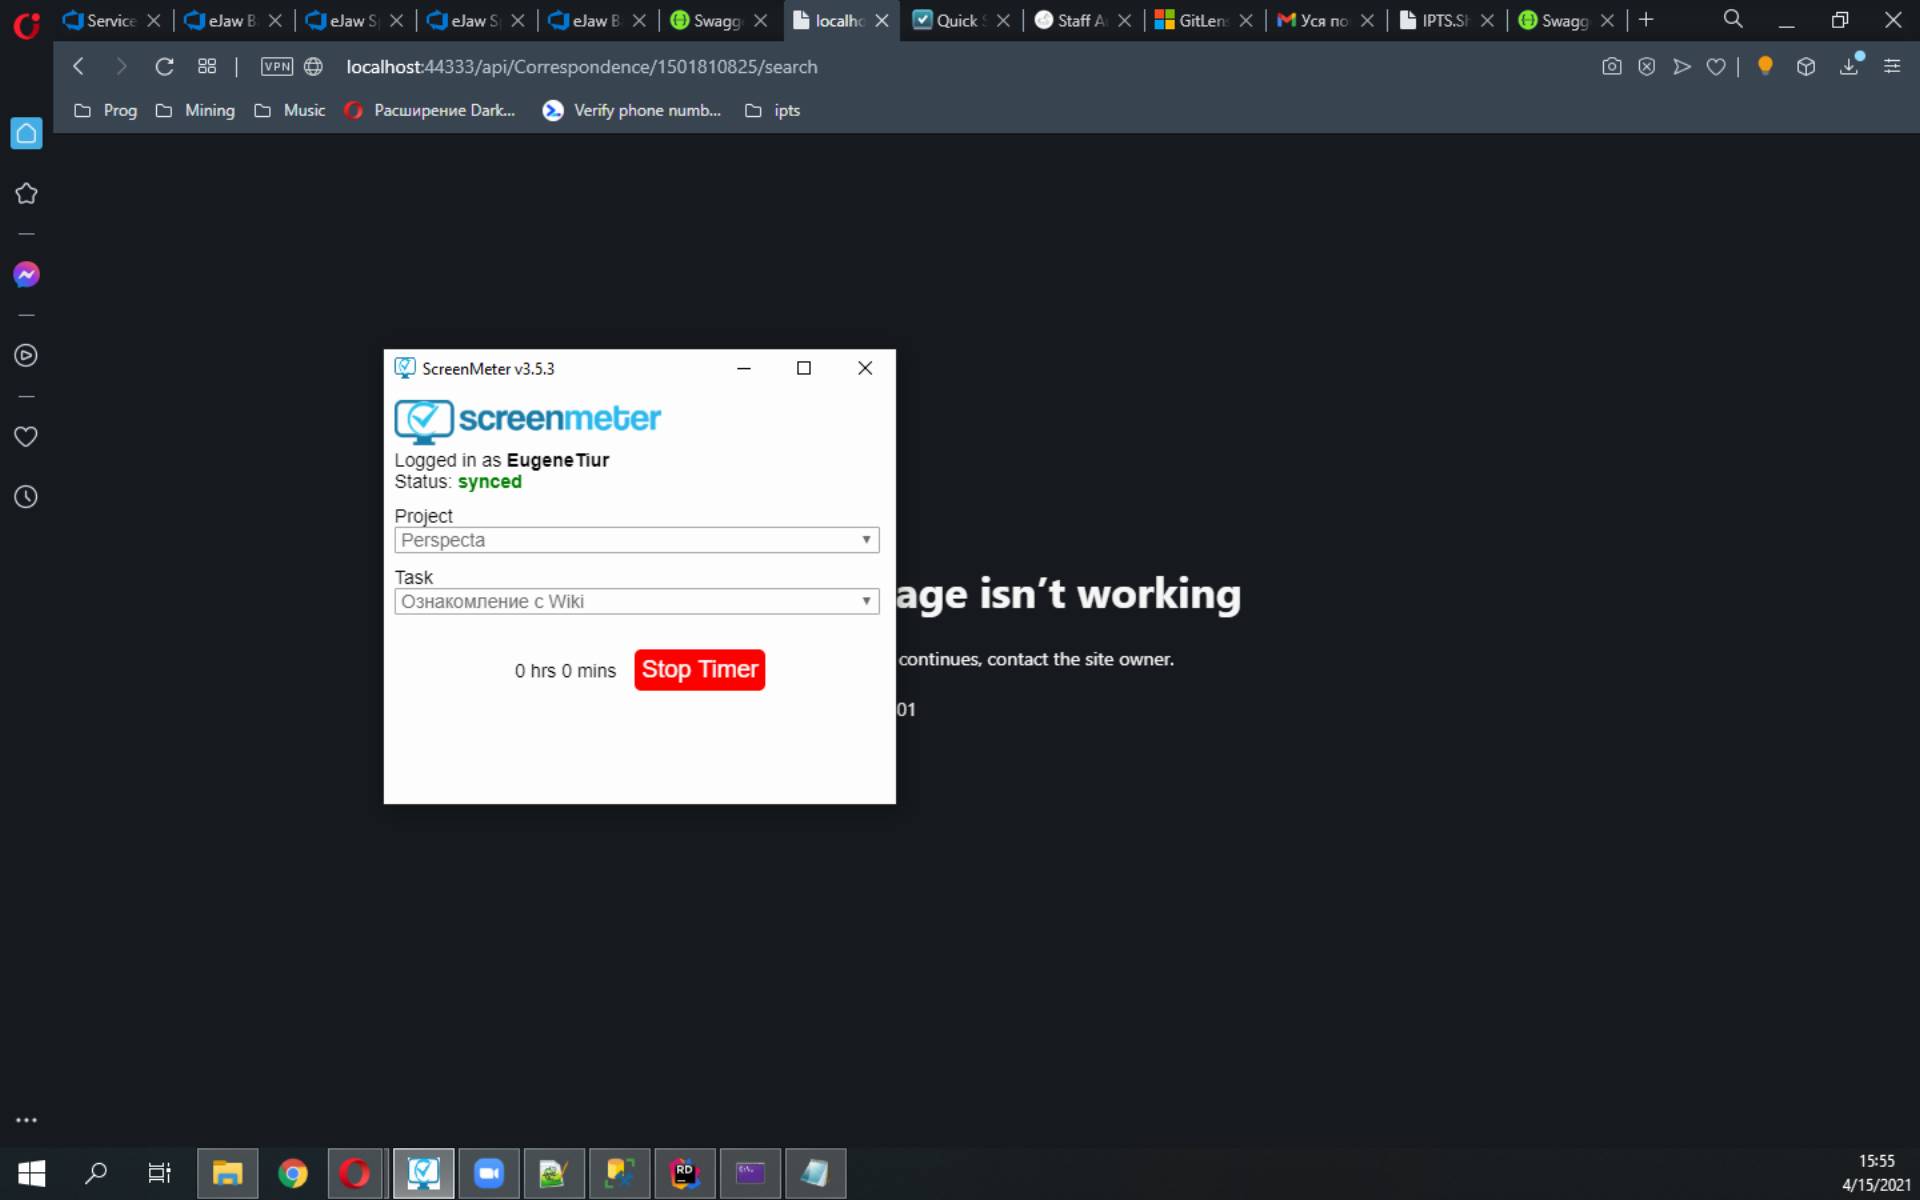 Service
eJaw B
eJaw S
eJaw S
eJaw B
Swagg
localho
Quick
Staff A
GitLens
Уся по
IPTS.S
Swagg
VPN
localhost:44333/api/Correspondence/1501810825/search
Prog
Mining
Music
Расширение Dark...
Verify phone numb...
ipts
ScreenMeter v3.5.3
screenmeter
Logged in as EugeneTiur
Status: synced
Project
Perspecta
Task
Ознакомление с Wiki
0 hrs 0 mins
Stop Timer
age isn't working
continues, contact the site owner.
01
RD
15:55
4/15/2021